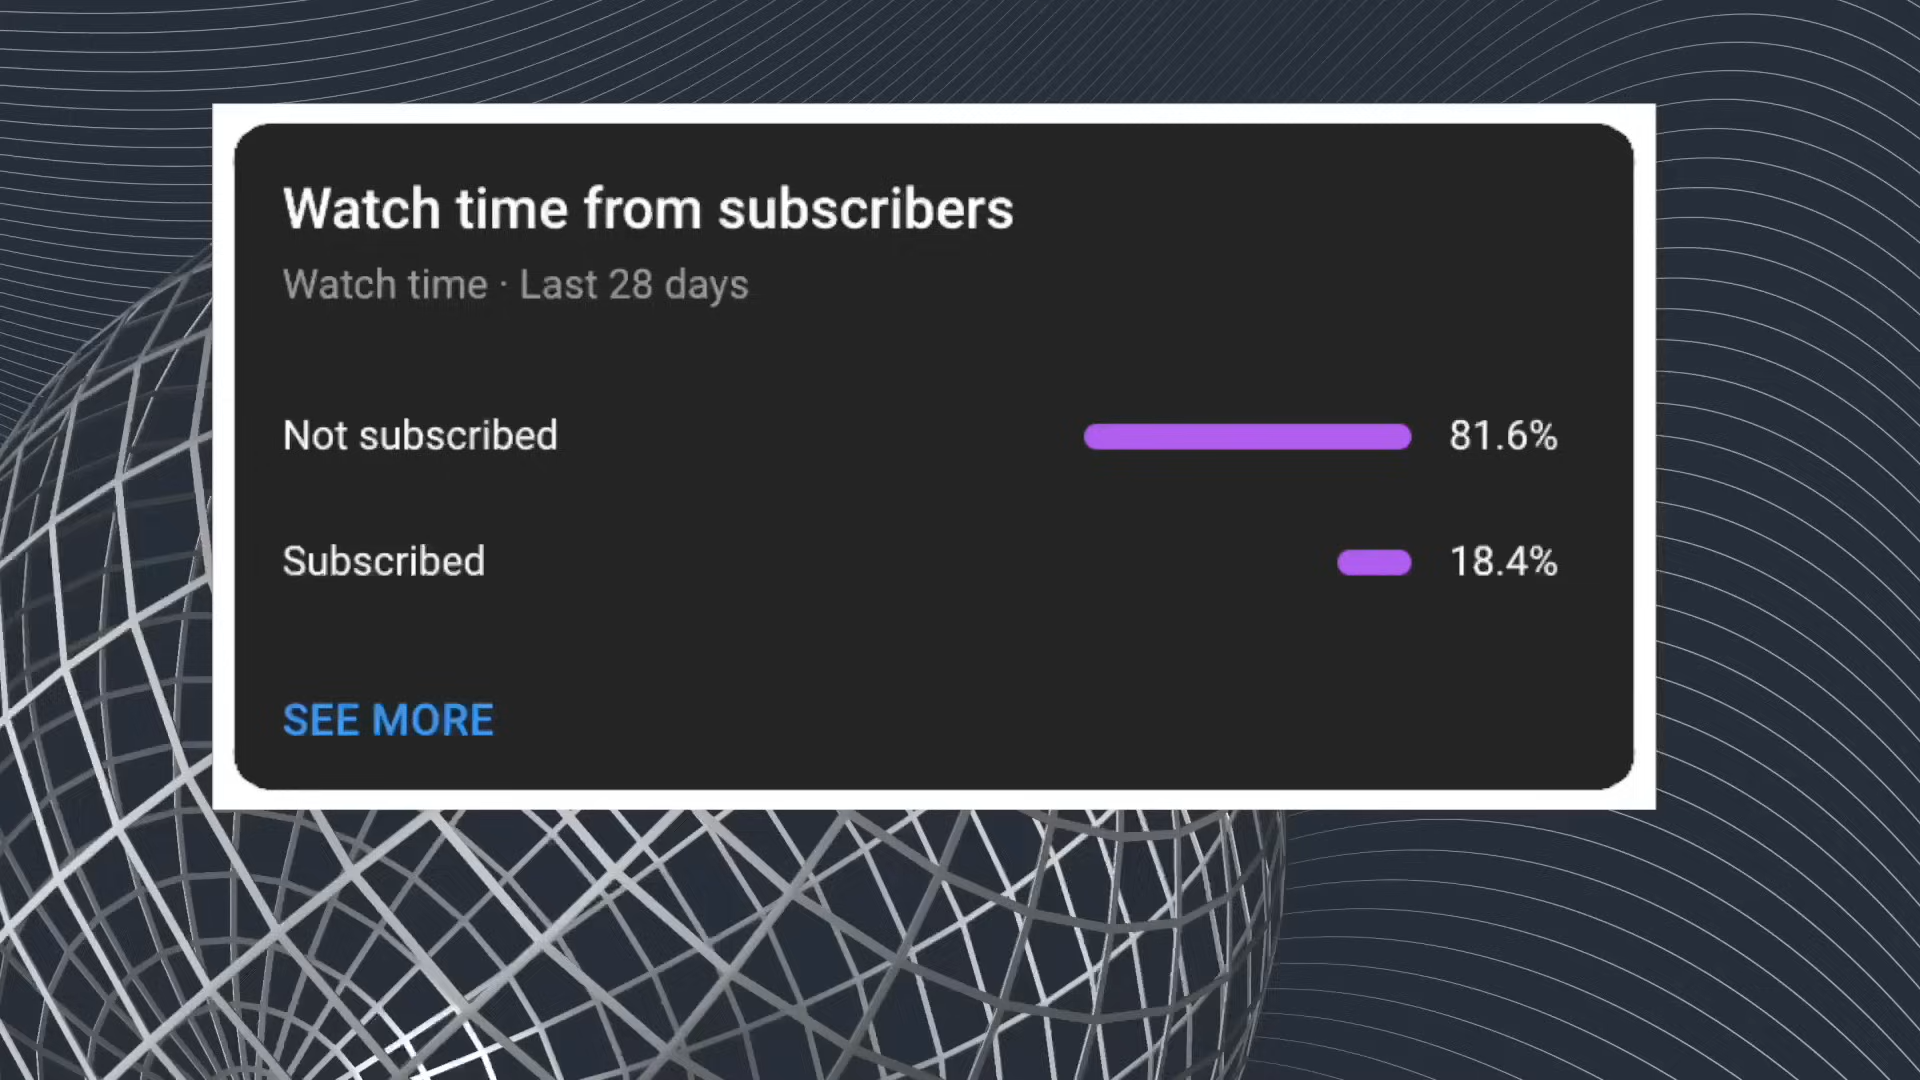 Watch time from subscribers
Watch time · Last 28 days
Not subscribed 81.6%
Subscribed 18.4%
SEE MORE